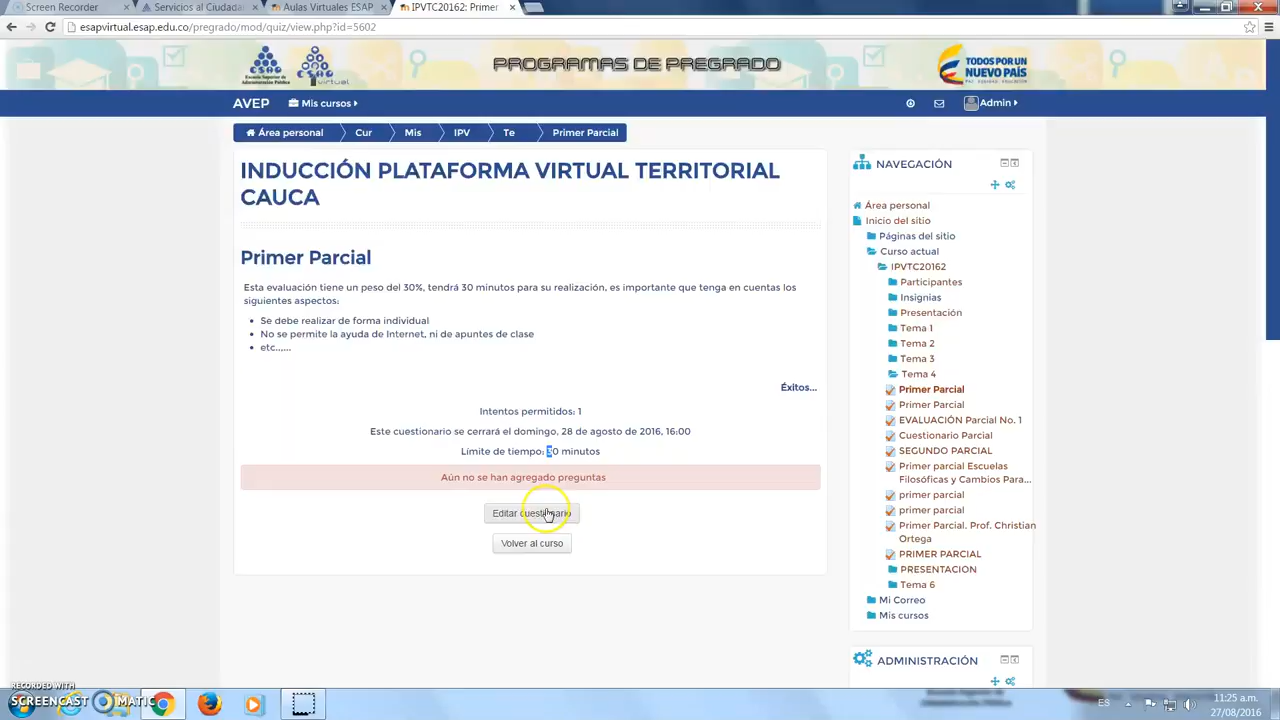 Screen Recorder
Servicios al Ciudada
Aulas Virtuales ESAP
IPVTC20162: Primer
esapvirtual.esap.edu.co/pregrado/mod/quiz/view.php?id=5602
PROGRAMAS DE PREGRADO
TODOS POR UN
NUEVO PAÍS
AVEP
Mis cursos
Admin
Área personal
Cur
Mis
IPV
Te
Primer Parcial
INDUCCIÓN PLATAFORMA VIRTUAL TERRITORIAL
CAUCA
Primer Parcial
Esta evaluación tiene un peso del 30%, tendrá 30 minutos para su realización, es importante que tenga en cuentas los
siguientes aspectos:
Se debe realizar de forma individual
No se permite la ayuda de Internet, ni de apuntes de clase
etc.,....
Éxitos...
Intentos permitidos: 1
Este cuestionario se cerrará el domingo, 28 de agosto de 2016, 16:00
Límite de tiempo: 30 minutos
Aún no se han agregado preguntas
Editar cuestionario
Volver al curso
NAVEGACIÓN
Área personal
Inicio del sitio
Páginas del sitio
Curso actual
IPVTC20162
Participantes
Insignias
Presentación
Tema 1
Tema 2
Tema 3
Tema 4
Primer Parcial
Primer Parcial
EVALUACIÓN Parcial No. 1
Cuestionario Parcial
SEGUNDO PARCIAL
Primer parcial Escuelas
Filosóficas y Cambios Para...
primer parcial
primer parcial
Primer Parcial. Prof. Christian
Ortega
PRIMER PARCIAL
PRESENTACION
Tema 6
Mi Correo
Mis cursos
ADMINISTRACIÓN
RECORDED WITH
SCREENCAST MATIC
ES
11:25 a.m.
27/08/2016